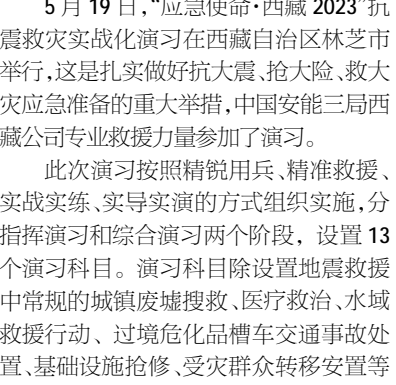 5月19日，“应急使命·西藏2023”抗
震救灾实战化演习在西藏自治区林芝市
举行，这是扎实做好抗大震、抢大险、救大
灾应急准备的重大举措，中国安能三局西
藏公司专业救援力量参加了演习。
此次演习按照精锐用兵、精准救援、
实战实练、实导实演的方式组织实施，分
指挥演习和综合演习两个阶段，设置13
个演习科目。演习科目除设置地震救援
中常规的城镇废墟搜救、医疗救治、水域
救援行动、过境危化品槽车交通事故处
置、基础设施抢修、受灾群众转移安置等